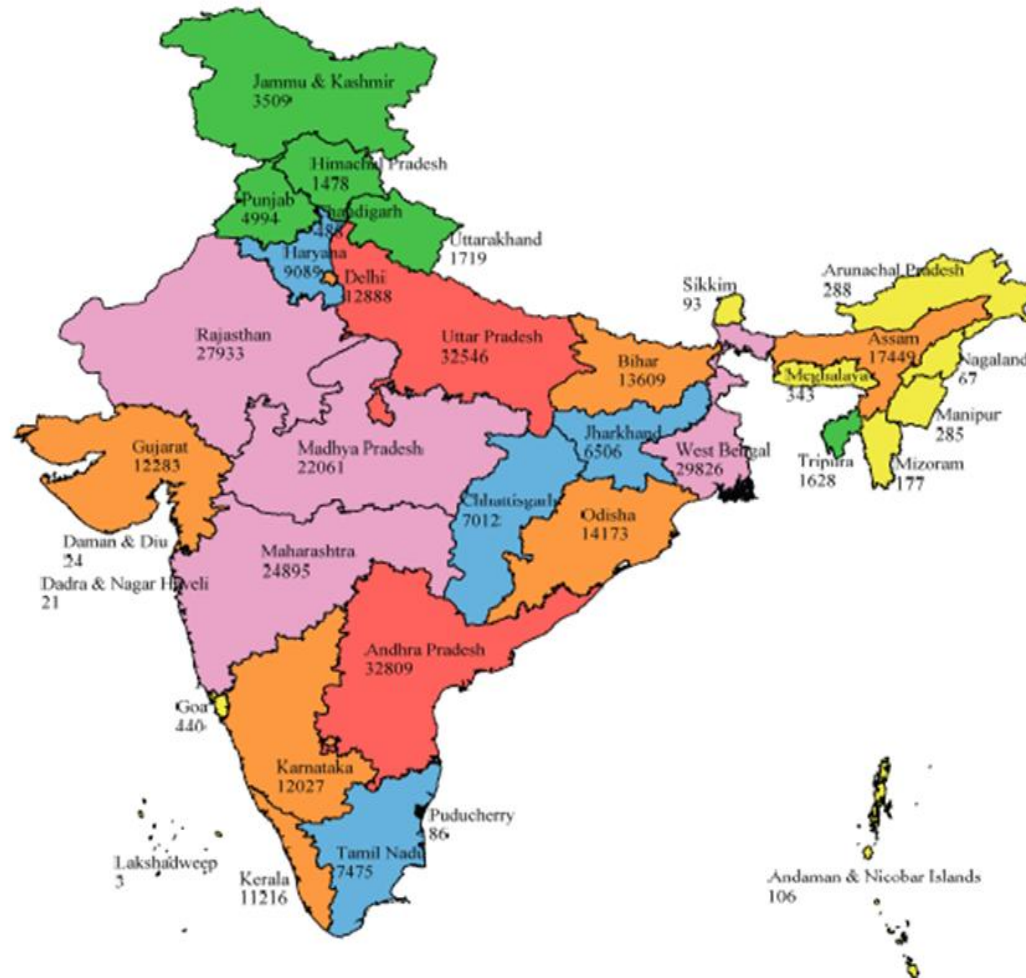 Jammu & Kashmir
3509
Himachal Pradesh
1478
Punjab
4994
Chandigarh
488
Uttarakhand
1719
Haryana
9089
Delhi
12888
Rajasthan
27933
Uttar Pradesh
32546
Bihar
13609
Sikkim
93
Arunachal Pradesh
288
Assam
17449
Nagaland
67
Meghalaya
343
Manipur
285
Tripura
1628
Mizoram
177
Gujarat
12283
Madhya Pradesh
22061
Jharkhand
6506
West Bengal
29826
Chhattisgarh
7012
Odisha
14173
Daman & Diu
24
Dadra & Nagar Haveli
21
Maharashtra
24895
Andhra Pradesh
32809
Goa
440
Karnataka
12027
Puducherry
86
Tamil Nadu
7475
Kerala
11216
Lakshadweep
3
Andaman & Nicobar Islands
106